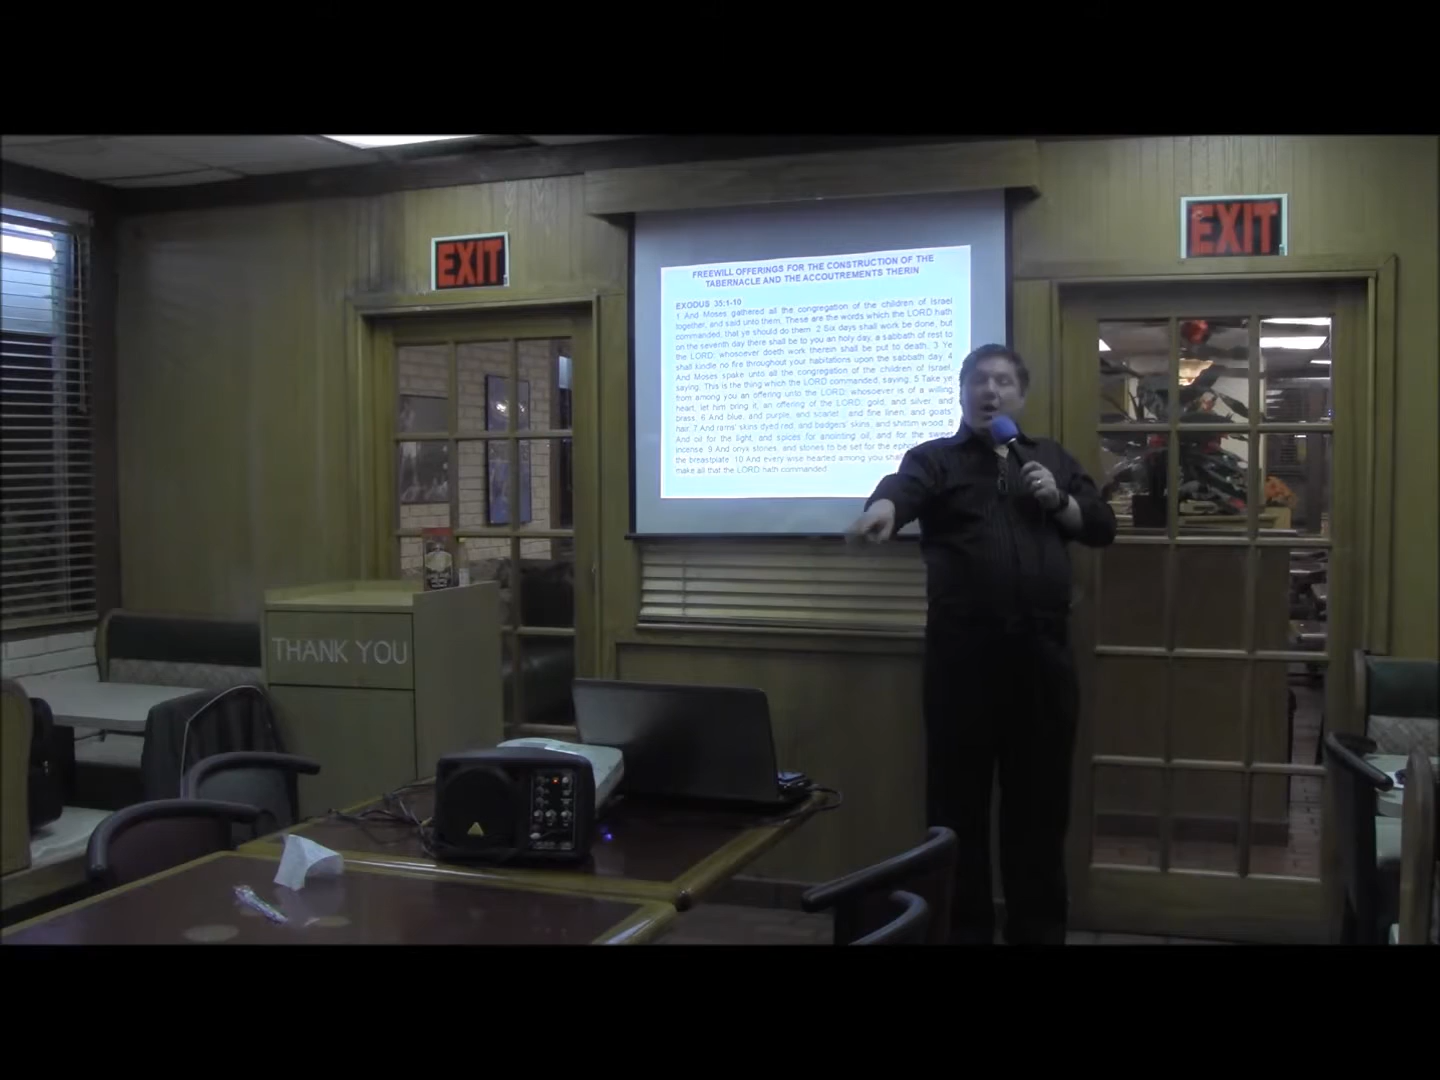 EXIT
EXIT
FREEWILL OFFERINGS FOR THE CONSTRUCTION OF THE
TABERNACLE AND THE ACCOUTREMENTS THERIN
EXODUS 35:1-10
1 And Moses gathered all the congregation of the children of Israel
together, and said unto them, These are the words which the LORD hath
commanded, that ye should do them. 2 Six days shall work be done, but
on the seventh day there shall be to you an holy day, a sabbath of rest to
the LORD: whosoever doeth work therein shall be put to death. 3 Ye
shall kindle no fire throughout your habitations upon the sabbath day. 4
And Moses spake unto all the congregation of the children of Israel,
saying, This is the thing which the LORD commanded, saying, 5 Take ye
from among you an offering unto the LORD: whosoever is of a willing
heart, let him bring it, an offering of the LORD; gold, and silver, and
brass, 6 And blue, and purple, and scarlet, and fine linen, and goats'
hair, 7 And rams' skins dyed red, and badgers' skins, and shittim wood, 8
And oil for the light, and spices for anointing oil, and for the sweet
incense, 9 And onyx stones, and stones to be set for the ephod
the breastplate. 10 And every wise hearted among you shall
make all that the LORD hath commanded
THANK YOU